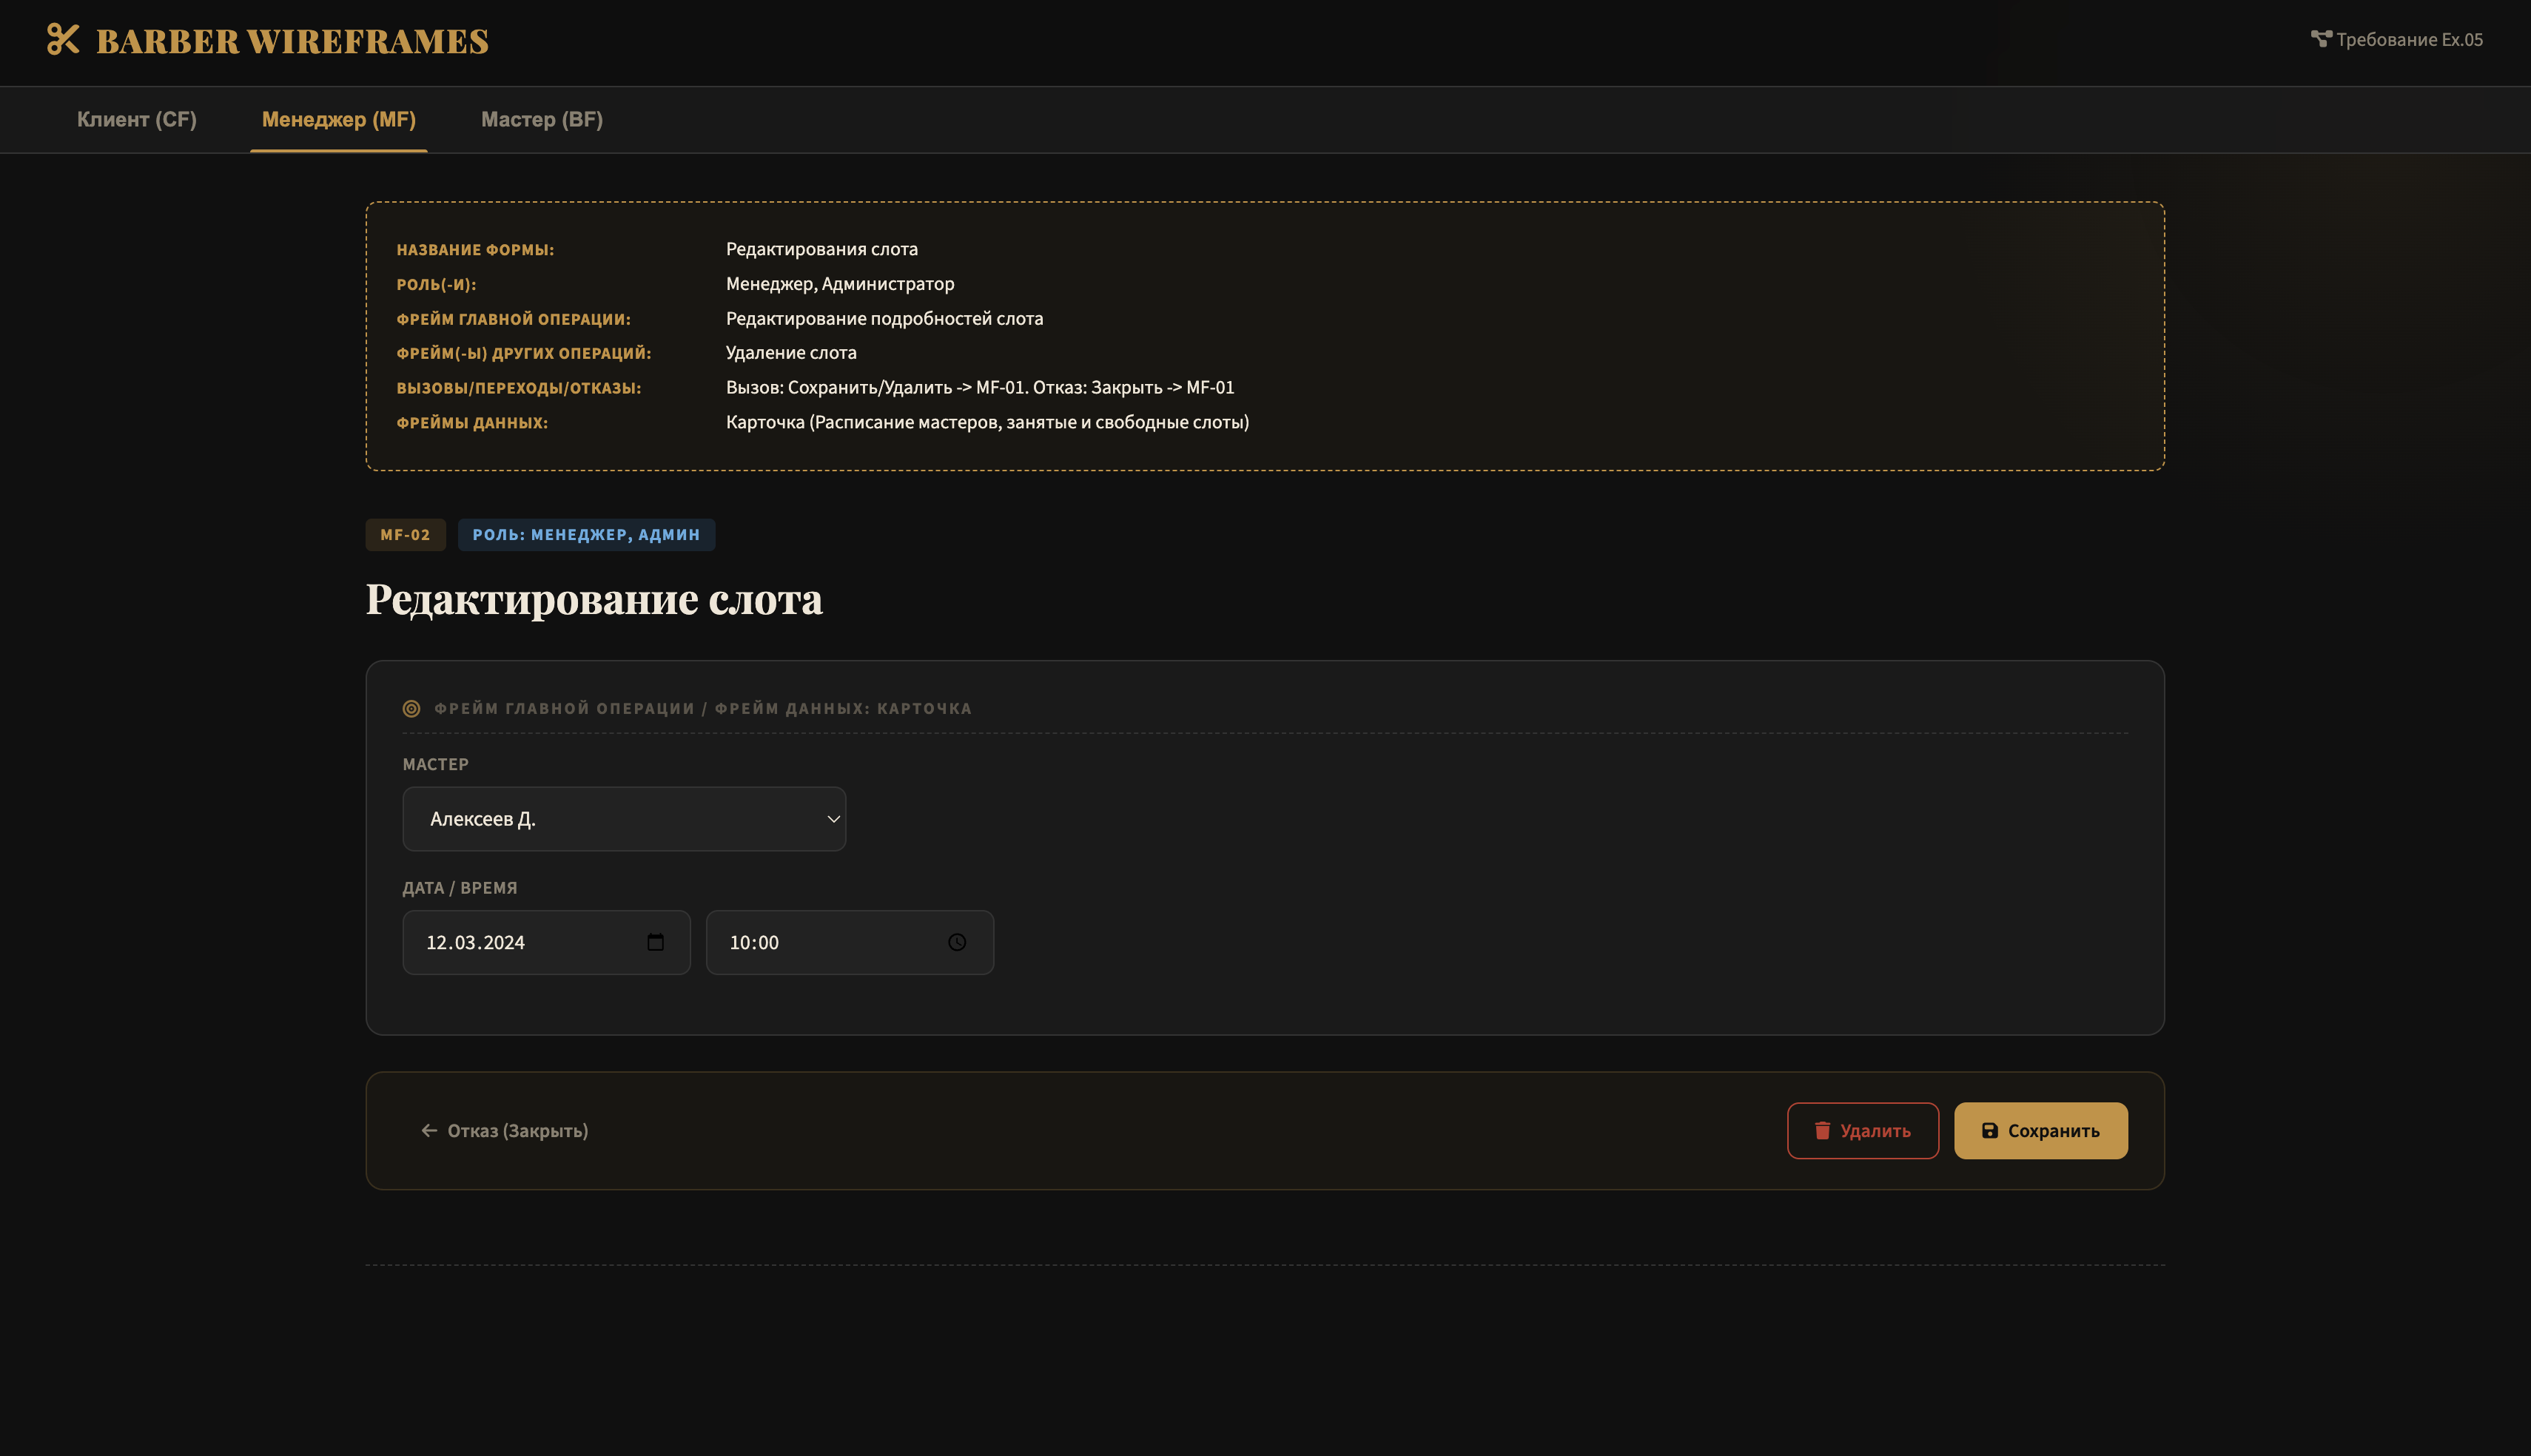 BARBER WIREFRAMES
Требование Ex.05
Клиент (CF)
Менеджер (MF)
Мастер (BF)
НАЗВАНИЕ ФОРМЫ: Редактирования слота
РОЛЬ(-И): Менеджер, Администратор
ФРЕЙМ ГЛАВНОЙ ОПЕРАЦИИ: Редактирование подробностей слота
ФРЕЙМ(-Ы) ДРУГИХ ОПЕРАЦИЙ: Удаление слота
ВЫЗОВЫ/ПЕРЕХОДЫ/ОТКАЗЫ: Вызов: Сохранить/Удалить -> MF-01. Отказ: Закрыть -> MF-01
ФРЕЙМЫ ДАННЫХ: Карточка (Расписание мастеров, занятые и свободные слоты)
MF-02
РОЛЬ: МЕНЕДЖЕР, АДМИН
Редактирование слота
ФРЕЙМ ГЛАВНОЙ ОПЕРАЦИИ / ФРЕЙМ ДАННЫХ: КАРТОЧКА
МАСТЕР
Алексеев Д.
ДАТА / ВРЕМЯ
12.03.2024
10:00
← Отказ (Закрыть)
Удалить
Сохранить